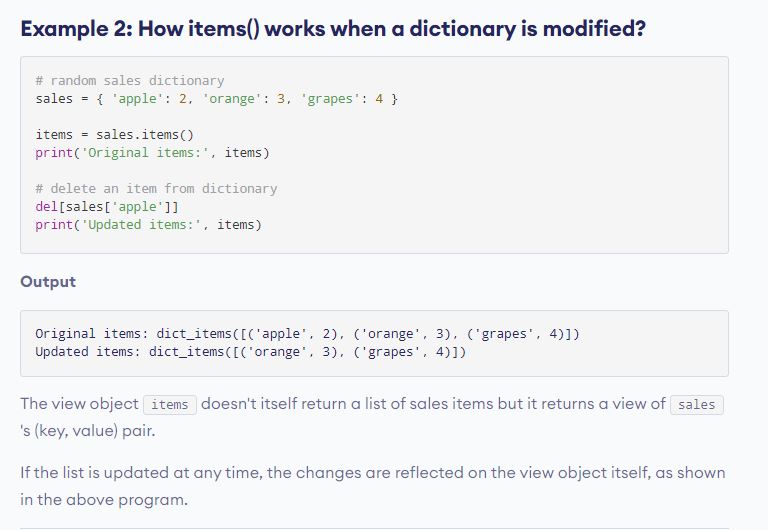 Example 2: How items() works when a dictionary is modified?
# random sales dictionary
sales = { 'apple': 2, 'orange': 3, 'grapes': 4 }
items = sales.items()
print('Original items:', items)
# delete an item from dictionary
del[sales['apple']]
print('Updated items:', items)
Output
Original items: dict_items([('apple', 2), ('orange', 3), ('grapes', 4)])
Updated items: dict_items([('orange', 3), ('grapes', 4)])
The view object items doesn't itself return a list of sales items but it returns a view of sales
's (key, value) pair.
If the list is updated at any time, the changes are reflected on the view object itself, as shown
in the above program.